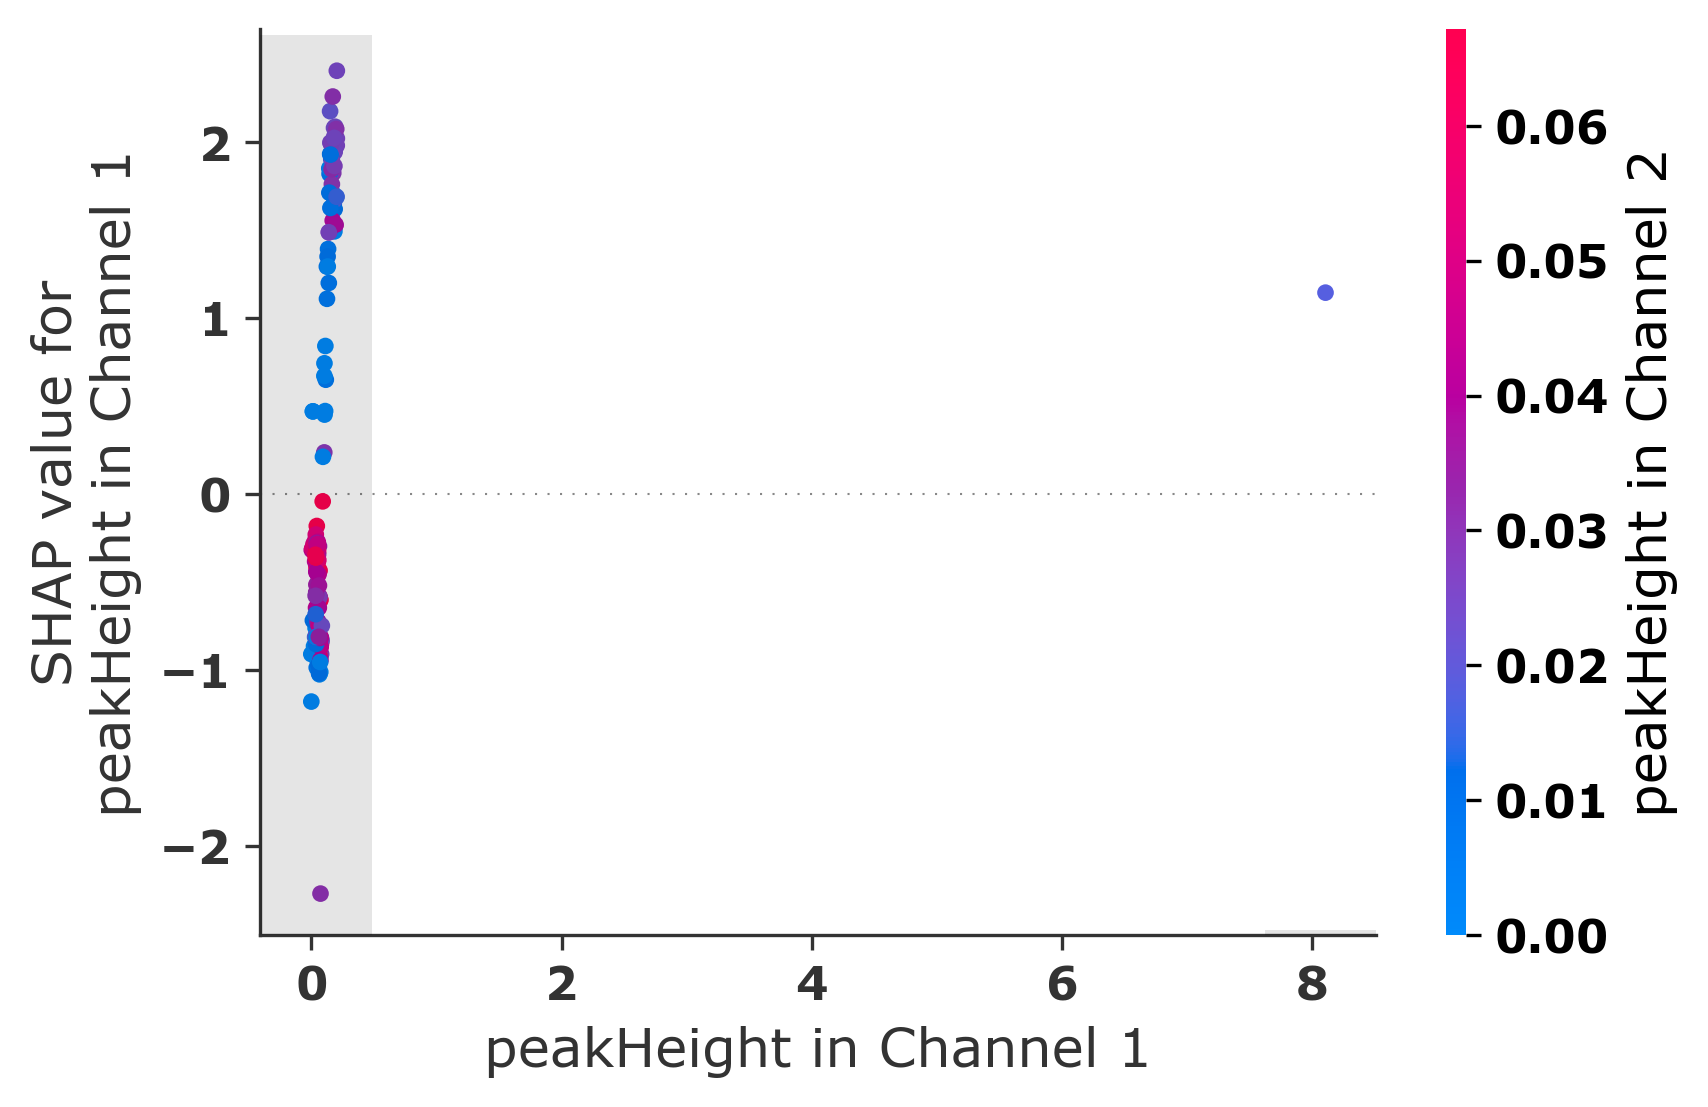 SHAP value for
peakHeight in Channel 1
2
1
0
−1
−2
0 2 4 6 8
peakHeight in Channel 1
0.06
0.05
0.04
0.03
0.02
0.01
0.00
peakHeight in Channel 2